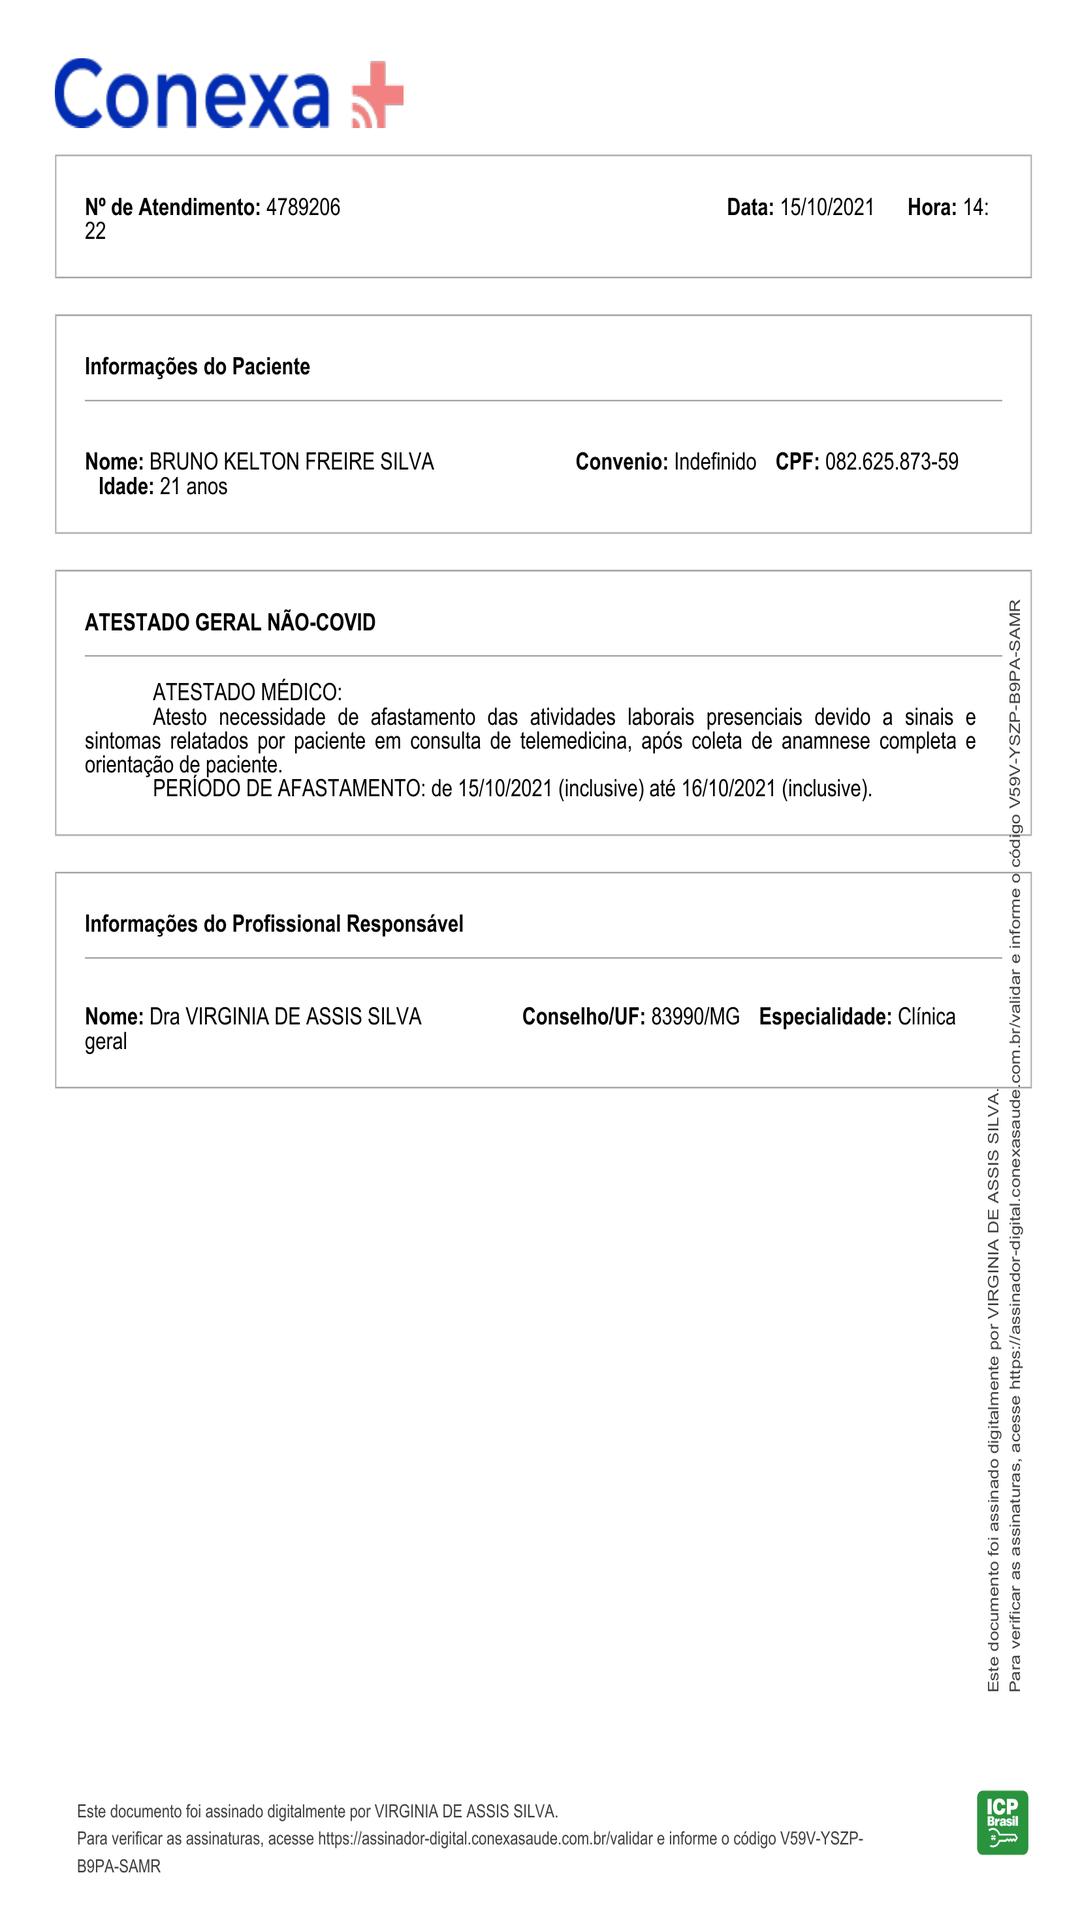 Conexa
Nº de Atendimento: 4789206 Data: 15/10/2021 Hora: 14:
22
Informações do Paciente
Nome: BRUNO KELTON FREIRE SILVA Convenio: Indefinido CPF: 082.625.873-59
Idade: 21 anos
ATESTADO GERAL NÃO-COVID
ATESTADO MÉDICO:
Atesto necessidade de afastamento das atividades laborais presenciais devido a sinais e
sintomas relatados por paciente em consulta de telemedicina, após coleta de anamnese completa e
orientação de paciente.
PERÍODO DE AFASTAMENTO: de 15/10/2021 (inclusive) até 16/10/2021 (inclusive).
Informações do Profissional Responsável
Nome: Dra VIRGINIA DE ASSIS SILVA Conselho/UF: 83990/MG Especialidade: Clínica
geral
Este documento foi assinado digitalmente por VIRGINIA DE ASSIS SILVA.
Para verificar as assinaturas, acesse https://assinador-digital.conexasaude.com.br/validar e informe o código V59V-YSZP-B9PA-SAMR
Este documento foi assinado digitalmente por VIRGINIA DE ASSIS SILVA.
Para verificar as assinaturas, acesse https://assinador-digital.conexasaude.com.br/validar e informe o código V59V-YSZP-
B9PA-SAMR
ICP
Brasil